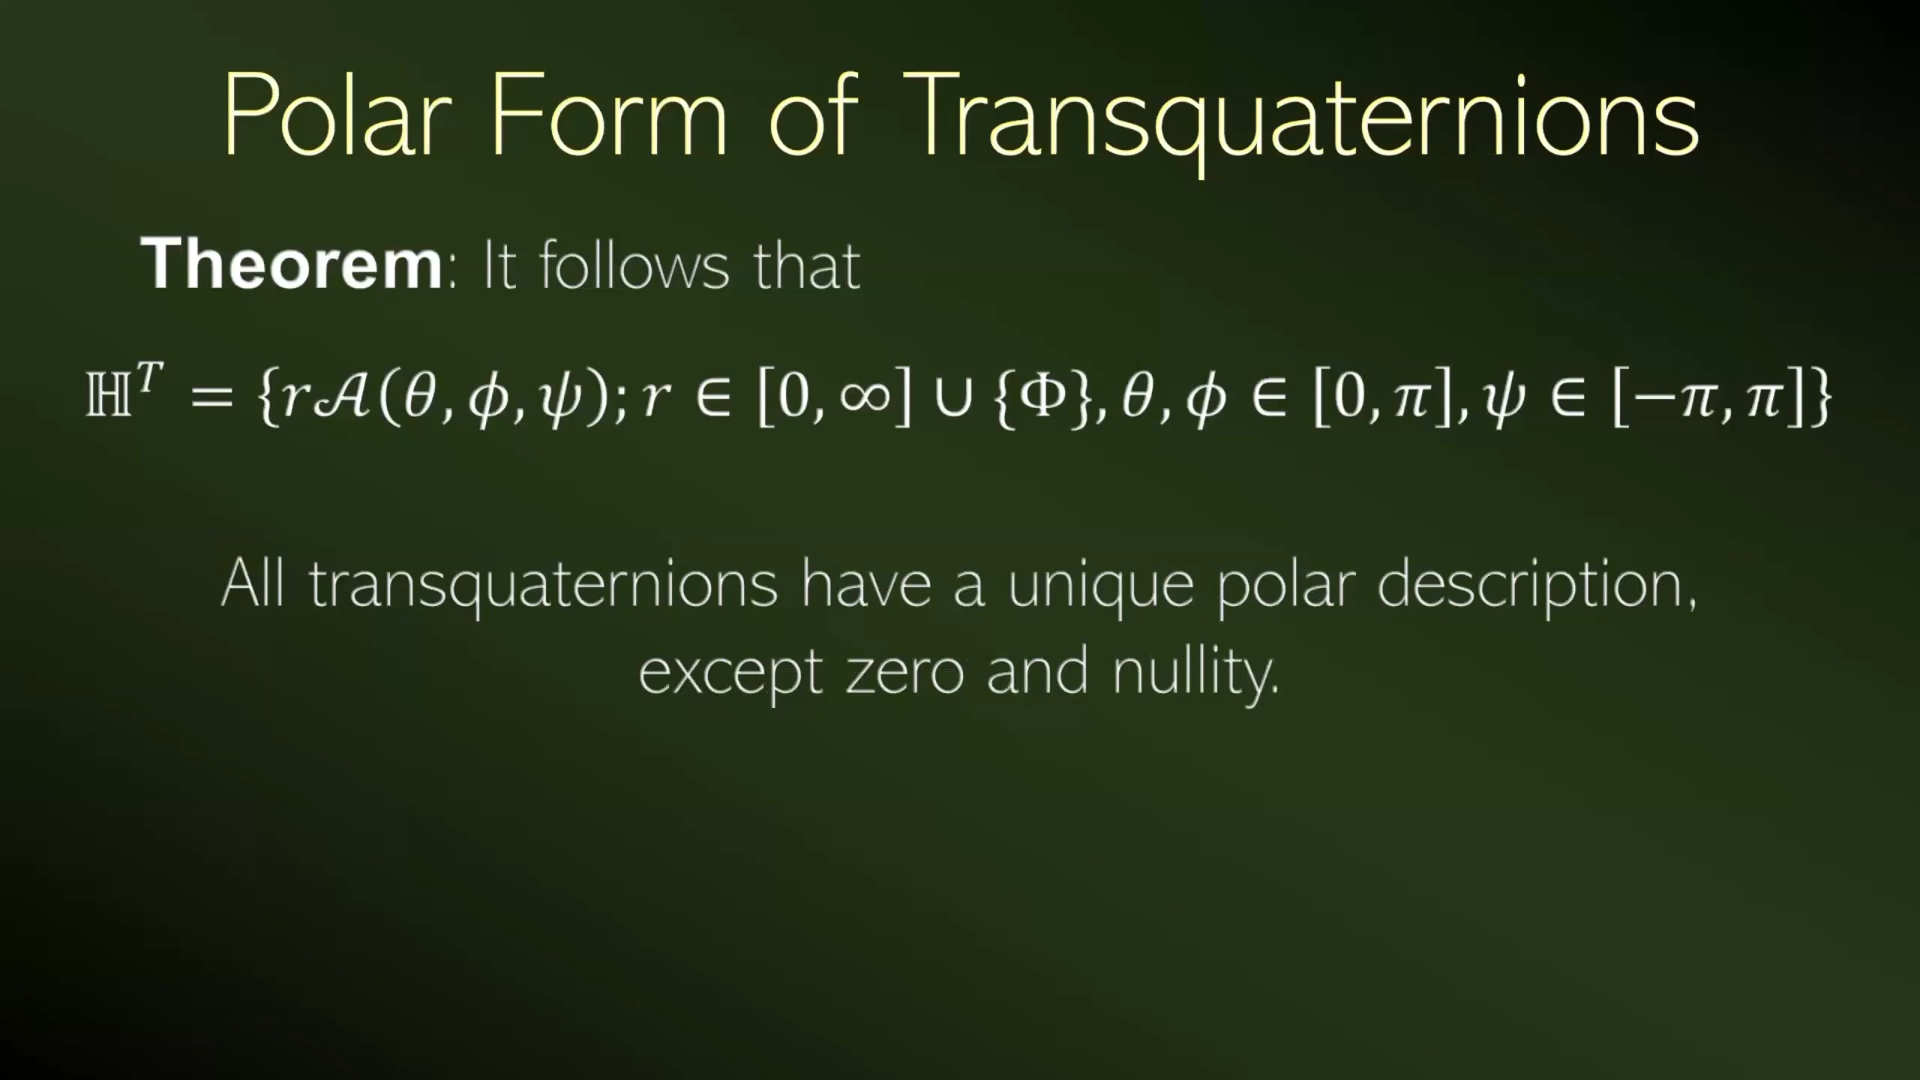 Polar Form of Transquaternions
Theorem: It follows that
ℍᵀ = {r𝒜(θ, ϕ, ψ); r ∈ [0, ∞] ∪ {Φ}, θ, ϕ ∈ [0, π], ψ ∈ [−π, π]}
All transquaternions have a unique polar description,
except zero and nullity.